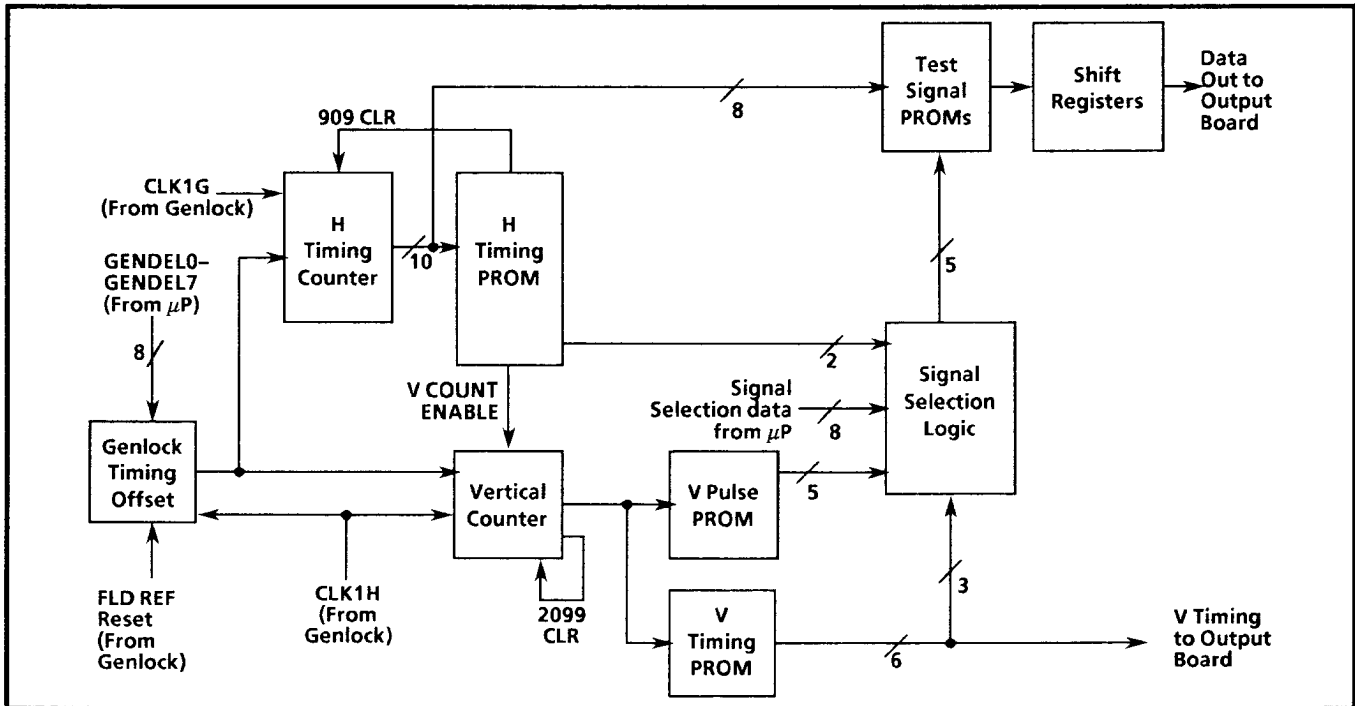 Test
Signal
PROMs
Shift
Registers
Data
Out to
Output
Board
8
909 CLR
CLK1G
(From Genlock)
H
Timing
Counter
10
H
Timing
PROM
GENDEL0–
GENDEL7
(From μP)
8
5
2
V COUNT
ENABLE
Signal
Selection data
from μP
8
Signal
Selection
Logic
Genlock
Timing
Offset
Vertical
Counter
V Pulse
PROM
5
FLD REF
Reset
(From
Genlock)
CLK1H
(From
Genlock)
2099
CLR
V
Timing
PROM
6
3
V Timing
to Output
Board